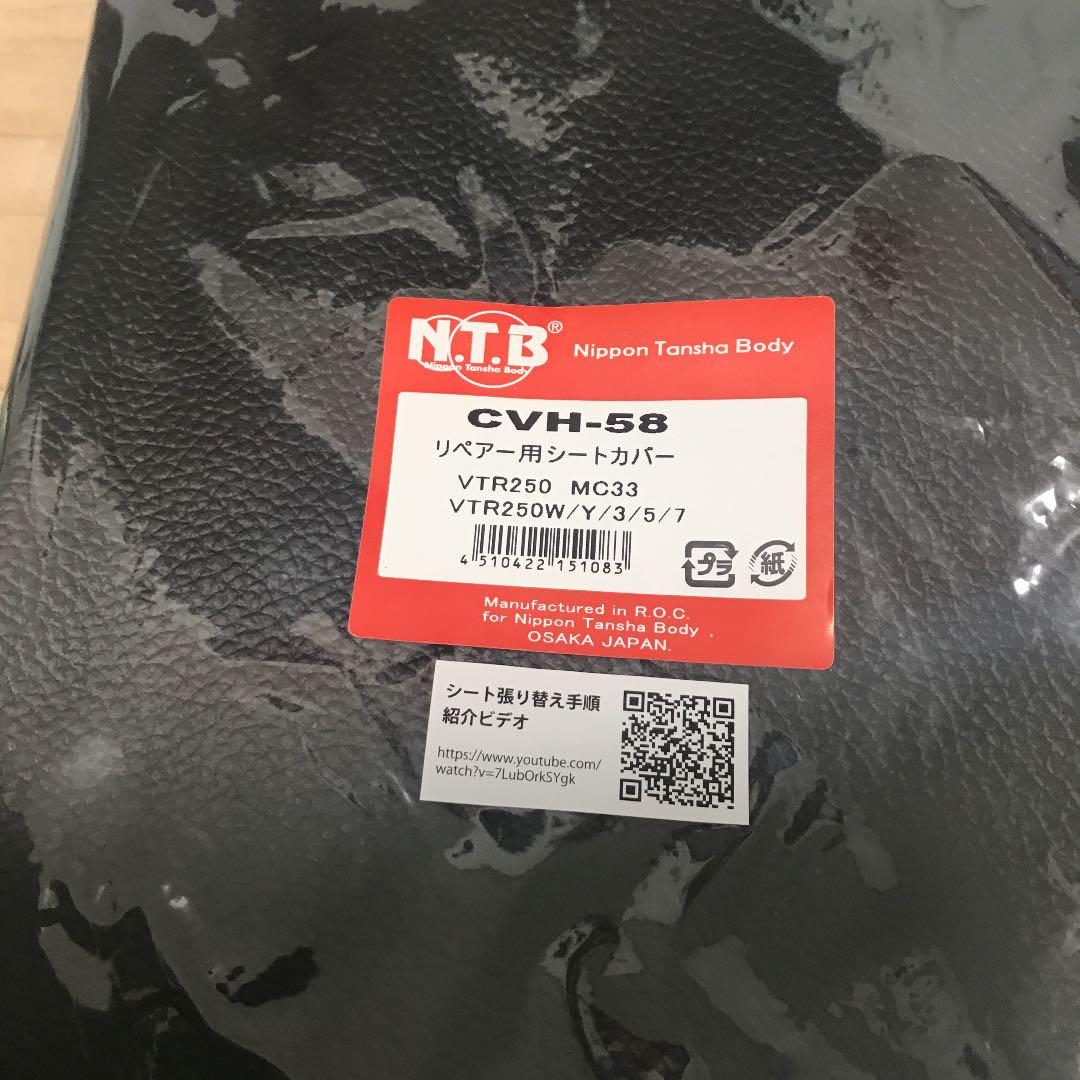 N.T.B®
Nippon Tansha Body
Nippon Tansha Body
CVH-58
リペアー用シートカバー
VTR250 MC33
VTR250W/Y/3/5/7
4 510422 151083
プラ
紙
Manufactured in R.O.C.
for Nippon Tansha Body ,
OSAKA JAPAN.
シート張り替え手順
紹介ビデオ
https://www.youtube.com/
watch?v=7LubOrkSYgk